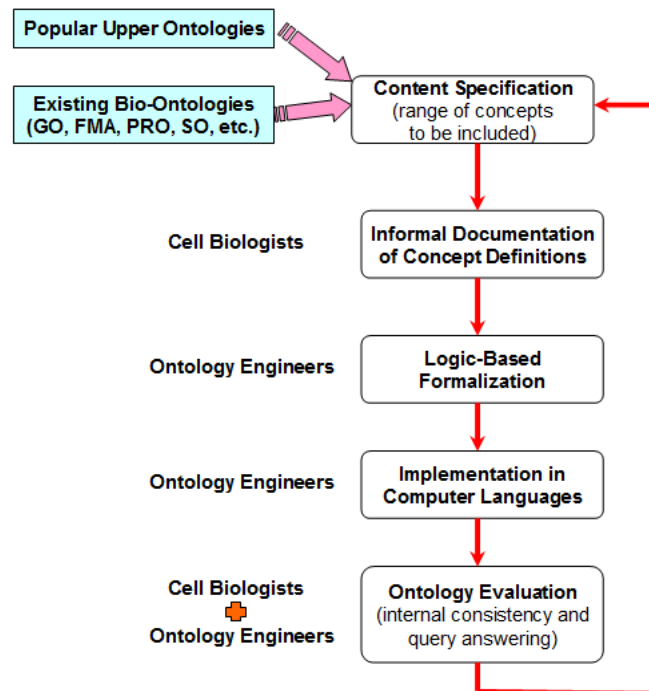 Popular Upper Ontologies
Existing Bio-Ontologies
(GO, FMA, PRO, SO, etc.)
Content Specification
(range of concepts
to be included)
Cell Biologists
Informal Documentation
of Concept Definitions
Ontology Engineers
Logic-Based
Formalization
Ontology Engineers
Implementation in
Computer Languages
Cell Biologists
Ontology Engineers
Ontology Evaluation
(internal consistency and
query answering)